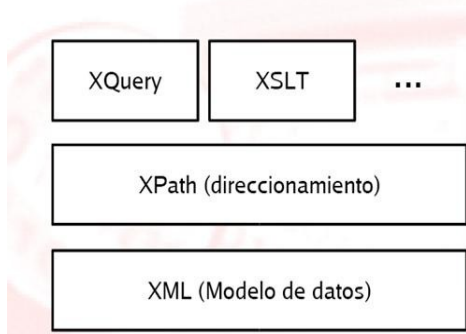 XQuery XSLT ...
XPath (direccionamiento)
XML (Modelo de datos)